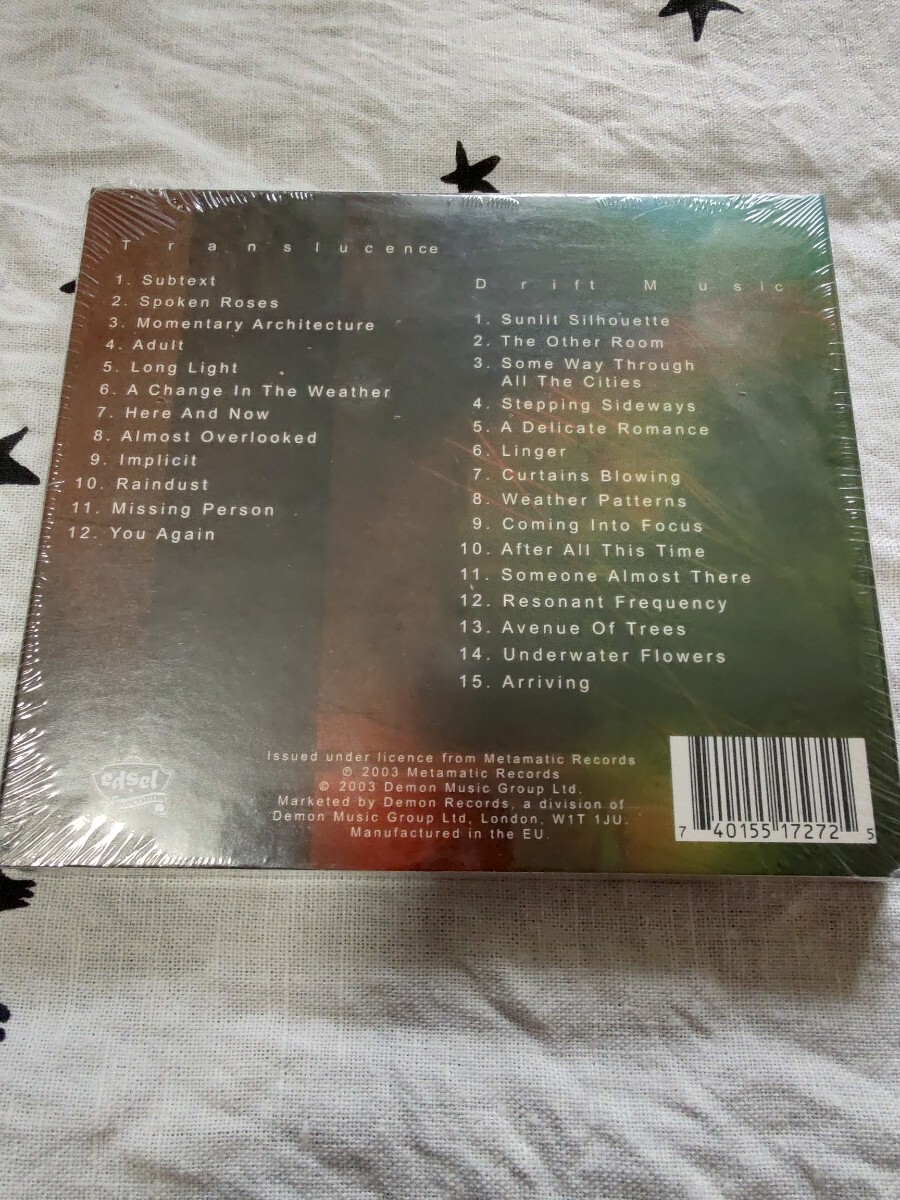 Translucence
1. Subtext
2. Spoken Roses
3. Momentary Architecture
4. Adult
5. Long Light
6. A Change In The Weather
7. Here And Now
8. Almost Overlooked
9. Implicit
10. Raindust
11. Missing Person
12. You Again
Drift Music
1. Sunlit Silhouette
2. The Other Room
3. Some Way Through
All The Cities
4. Stepping Sideways
5. A Delicate Romance
6. Linger
7. Curtains Blowing
8. Weather Patterns
9. Coming Into Focus
10. After All This Time
11. Someone Almost There
12. Resonant Frequency
13. Avenue Of Trees
14. Underwater Flowers
15. Arriving
edsel
Issued under licence from Metamatic Records
℗ 2003 Metamatic Records
© 2003 Demon Music Group Ltd.
Marketed by Demon Records, a division of
Demon Music Group Ltd, London, W1T 1JU.
Manufactured in the EU.
7 40155 17272 5